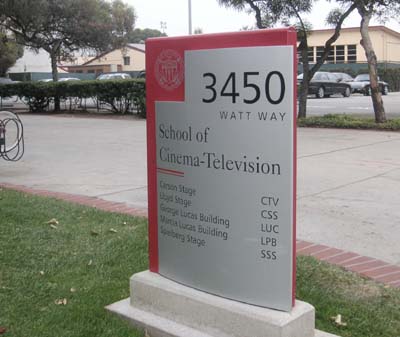 3450
WATT WAY
School of
Cinema-Television
Carson Stage CTV
Lloyd Stage CSS
George Lucas Building LUC
Marcia Lucas Building LPB
Spielberg Stage SSS